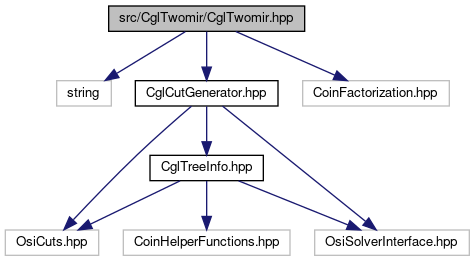 src/CglTwomir/CglTwomir.hpp
string
CglCutGenerator.hpp
CoinFactorization.hpp
CglTreeInfo.hpp
OsiCuts.hpp
CoinHelperFunctions.hpp
OsiSolverInterface.hpp